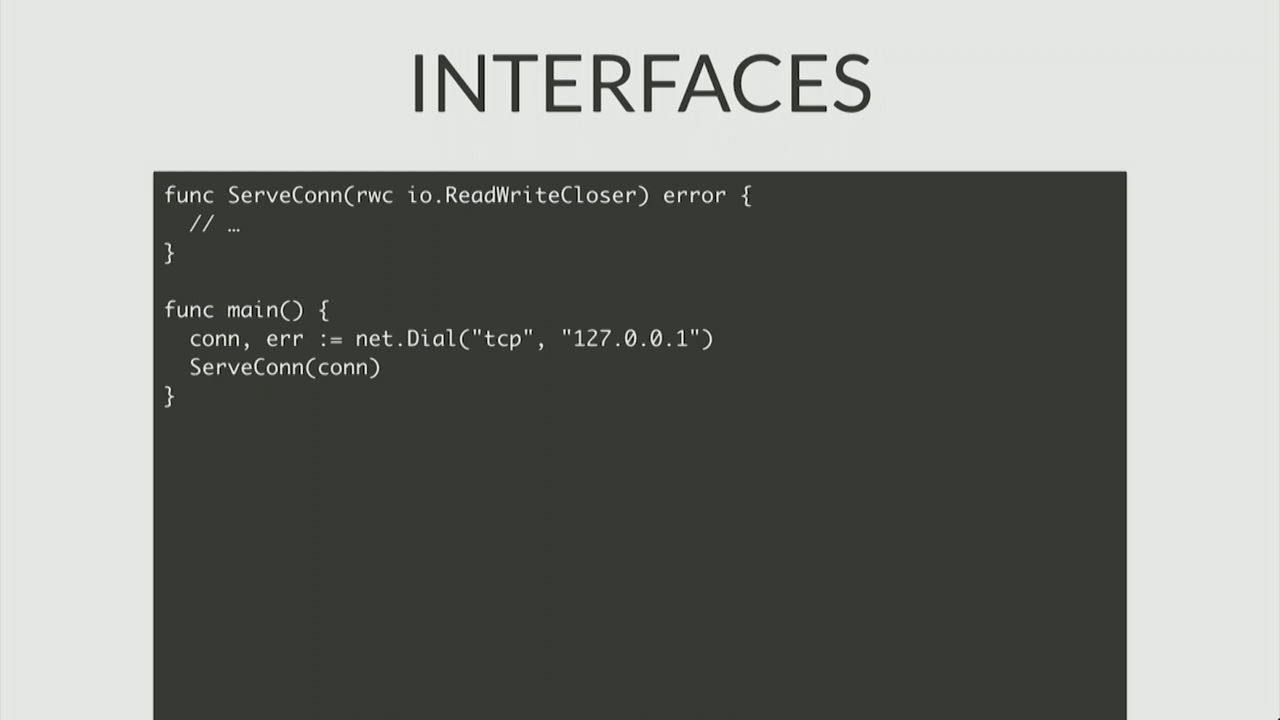 INTERFACES
func ServeConn(rwc io.ReadWriteCloser) error {
  // …
}
func main() {
  conn, err := net.Dial("tcp", "127.0.0.1")
  ServeConn(conn)
}